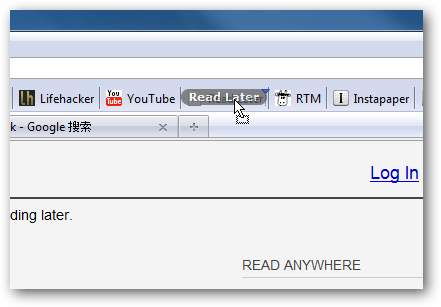 lh Lifehacker You Tube YouTube Read Later RTM I Instapaper
k - Google 搜索
Log In
ding later.
READ ANYWHERE